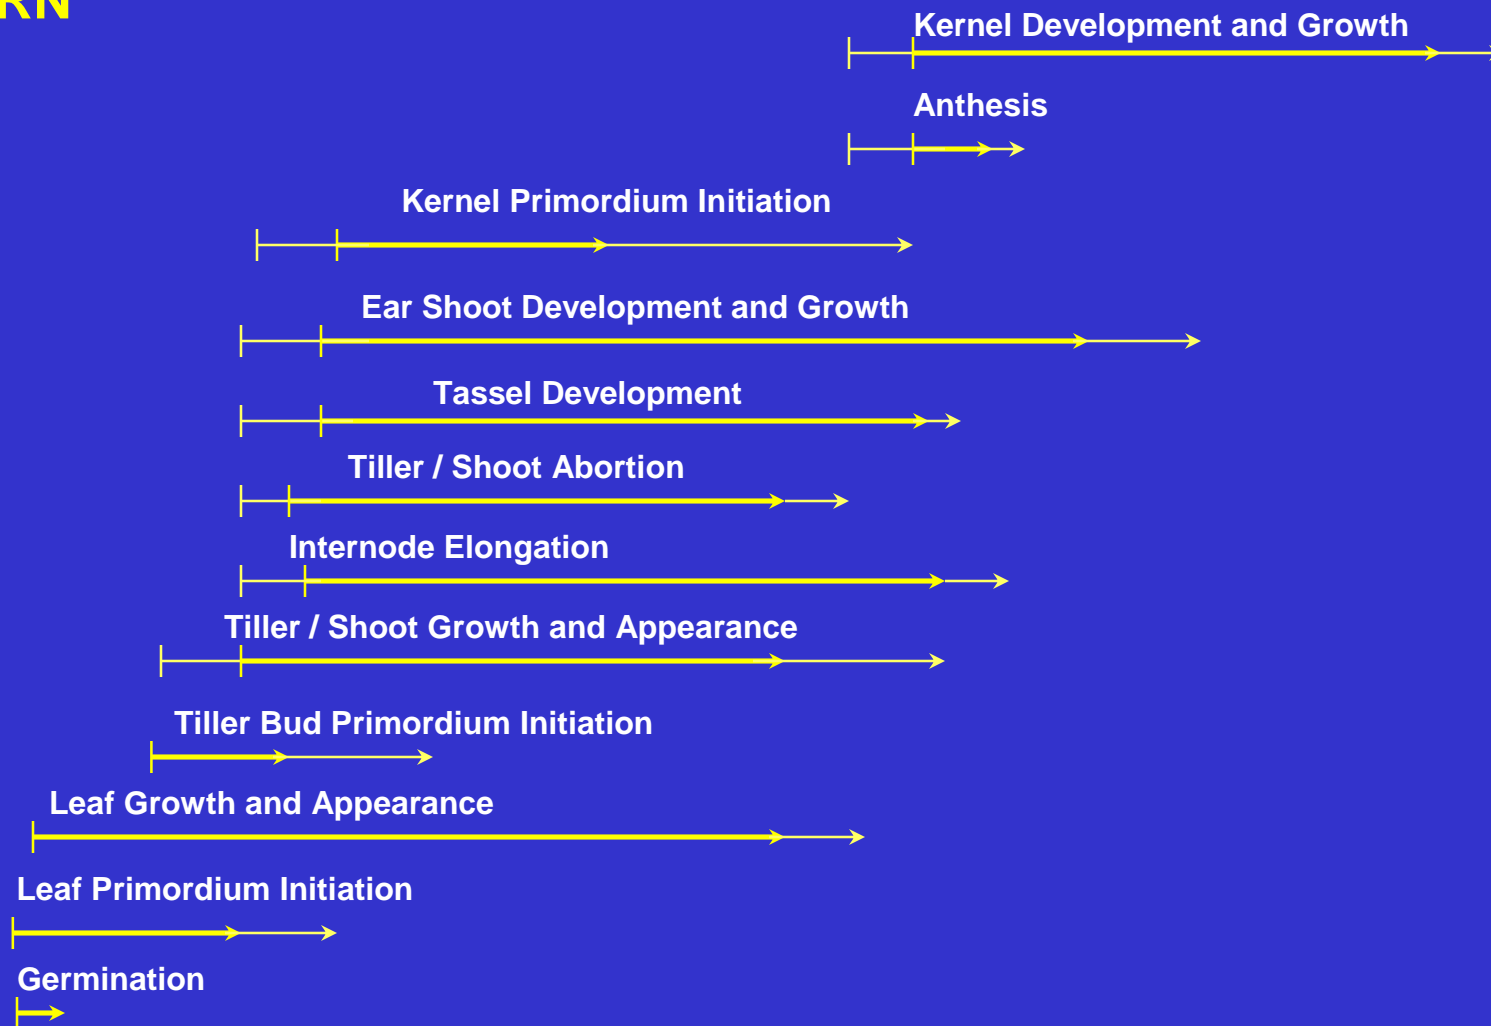 RN
Kernel Development and Growth
Anthesis
Kernel Primordium Initiation
Ear Shoot Development and Growth
Tassel Development
Tiller / Shoot Abortion
Internode Elongation
Tiller / Shoot Growth and Appearance
Tiller Bud Primordium Initiation
Leaf Growth and Appearance
Leaf Primordium Initiation
Germination